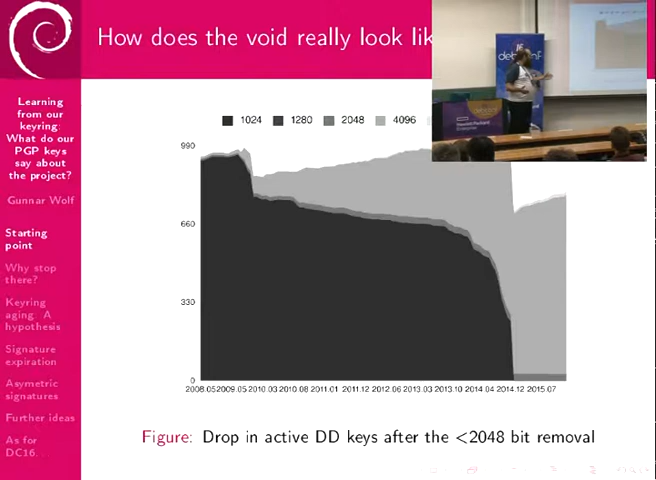 How does the void really look lik
Learning
from our
keyring:
What do our
PGP keys
say about
the project?
Gunnar Wolf
Starting
point
Why stop
there?
Keyring
aging: A
hypothesis
Signature
expiration
Asymetric
signatures
Further ideas
As for
DC16.
1024 1280 2048 4096
990
660
330
0
2008.05 2009.05 2010.03 2010.08 2011.01 2011.12 2012.06 2013.03 2013.10 2014.04 2014.12 2015.07
Figure: Drop in active DD keys after the <2048 bit removal
Hewlett Packard
Enterprise